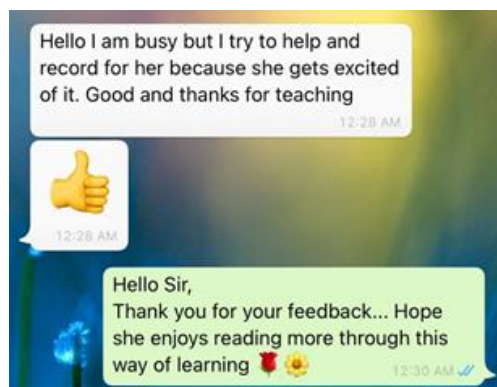 Hello I am busy but I try to help and
record for her because she gets excited
of it. Good and thanks for teaching
12:28 AM
👍
12:28 AM
Hello Sir,
Thank you for your feedback... Hope
she enjoys reading more through this
way of learning 🌹🌼
12:30 AM